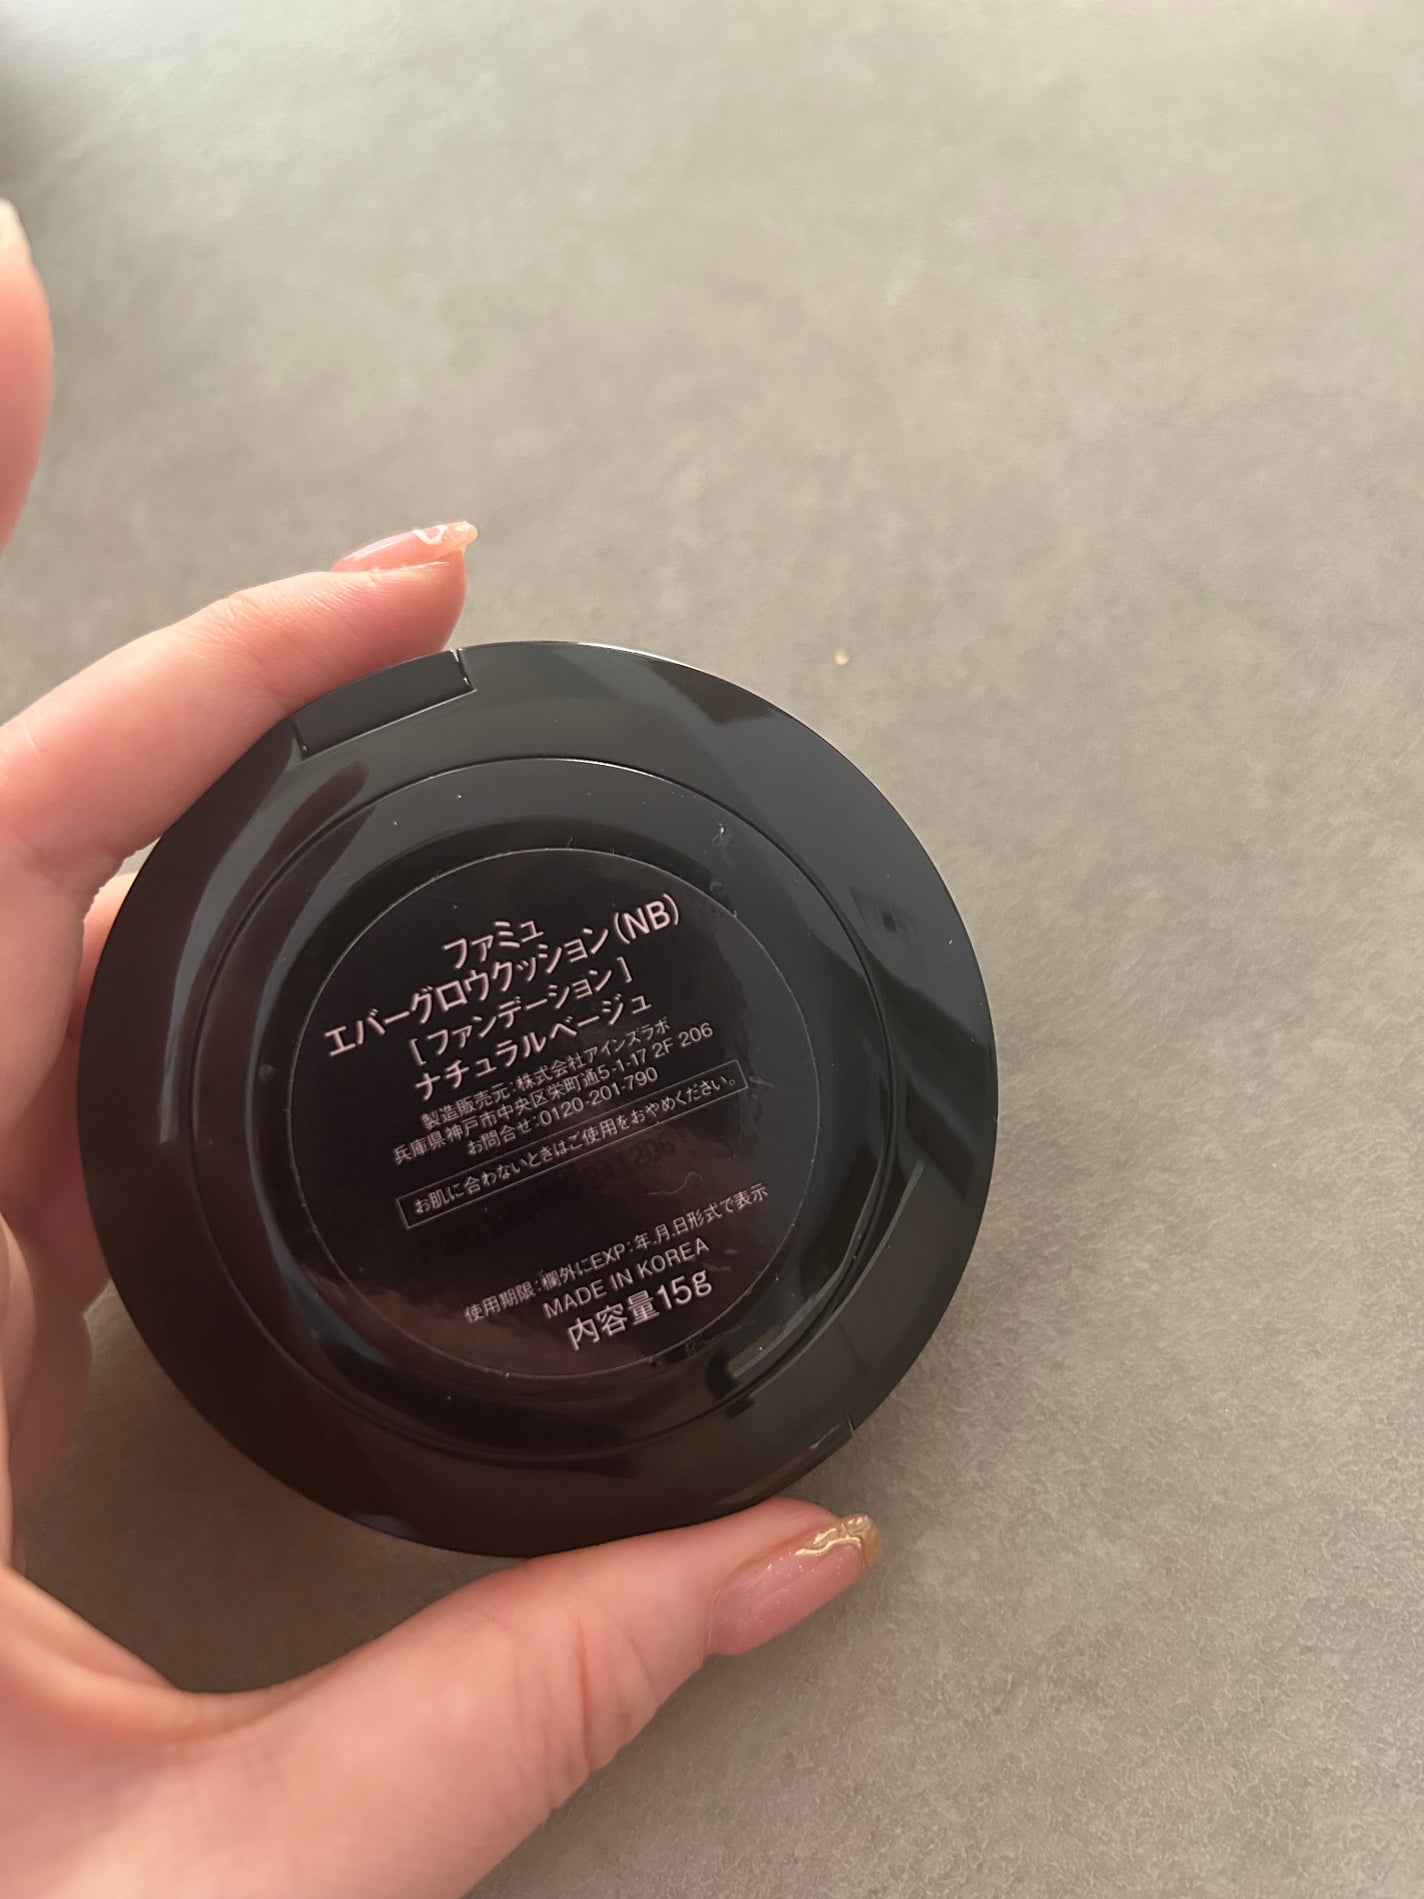 ファミュ
エバーグロウクッション(NB)
[ファンデーション]
ナチュラルベージュ
製造販売元:株式会社アインズラボ
兵庫県神戸市中央区栄町通5-1-17 2F 206
お問合せ:0120-201-790
お肌に合わないときはご使用をおやめください。
使用期限:欄外にEXP:年.月.日形式で表示
MADE IN KOREA
内容量15g